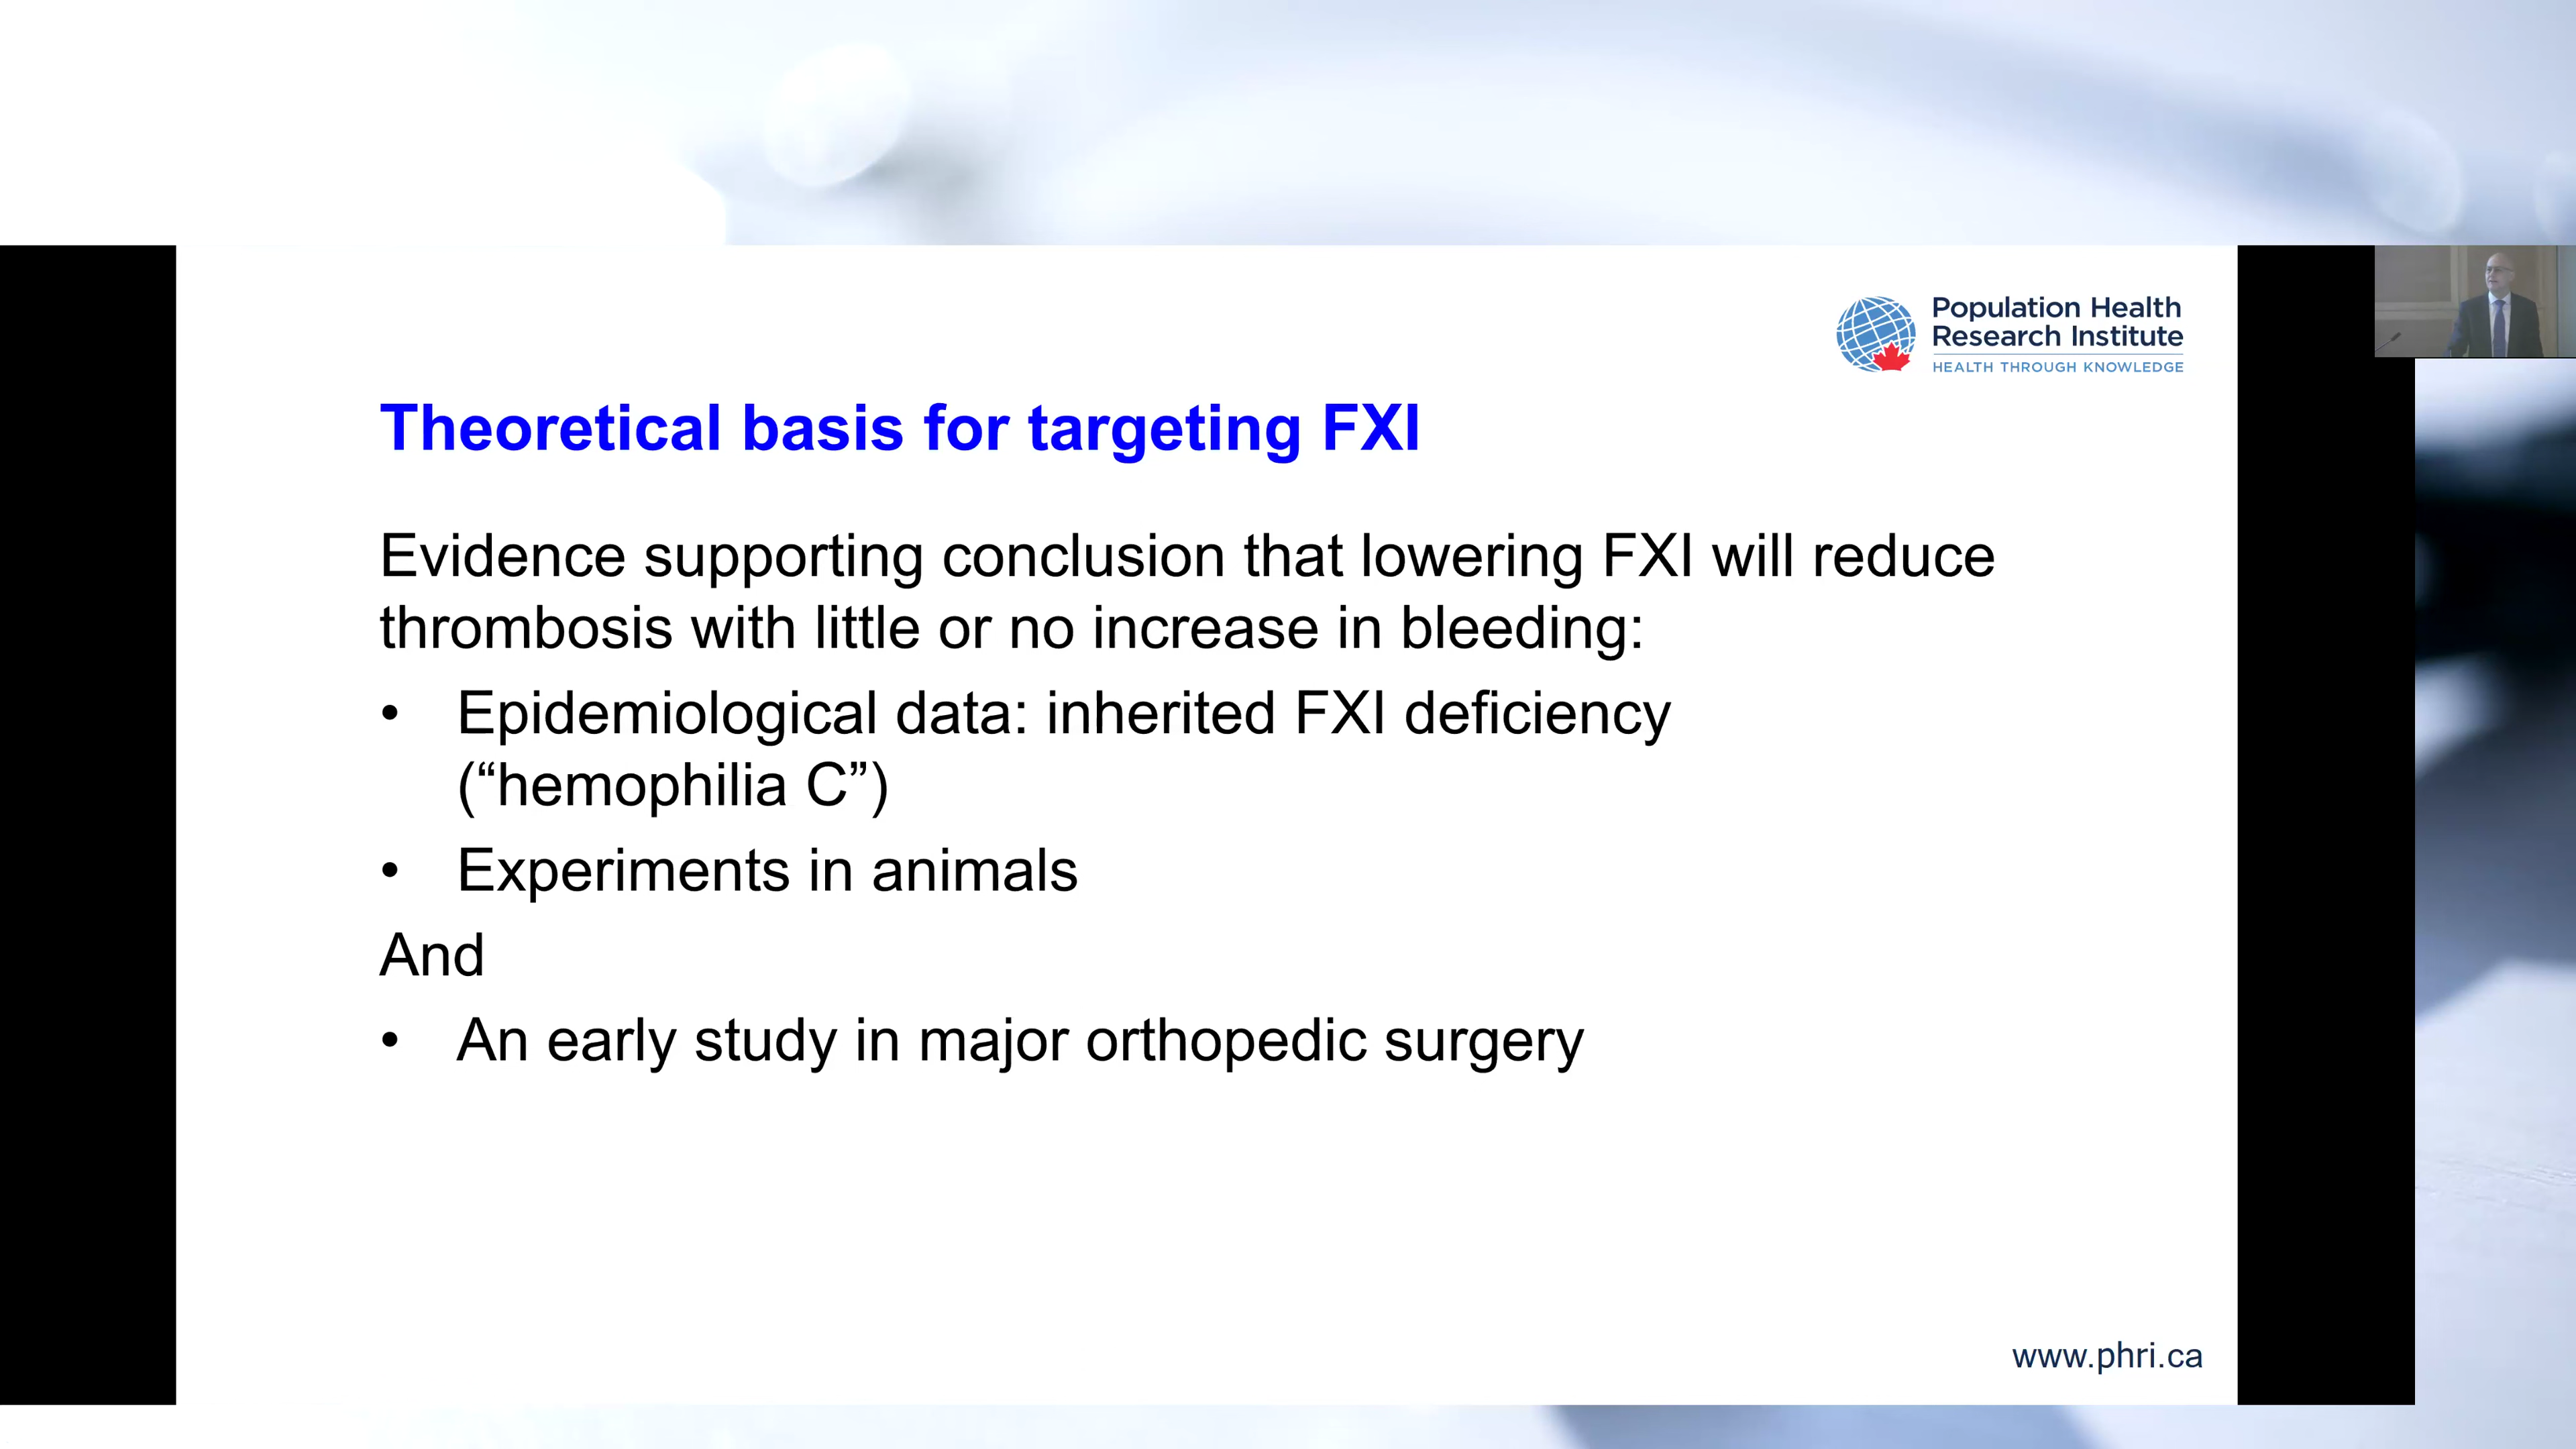 Population Health
Research Institute
HEALTH THROUGH KNOWLEDGE
Theoretical basis for targeting FXI
Evidence supporting conclusion that lowering FXI will reduce
thrombosis with little or no increase in bleeding:
• Epidemiological data: inherited FXI deficiency
(“hemophilia C”)
• Experiments in animals
And
• An early study in major orthopedic surgery
www.phri.ca